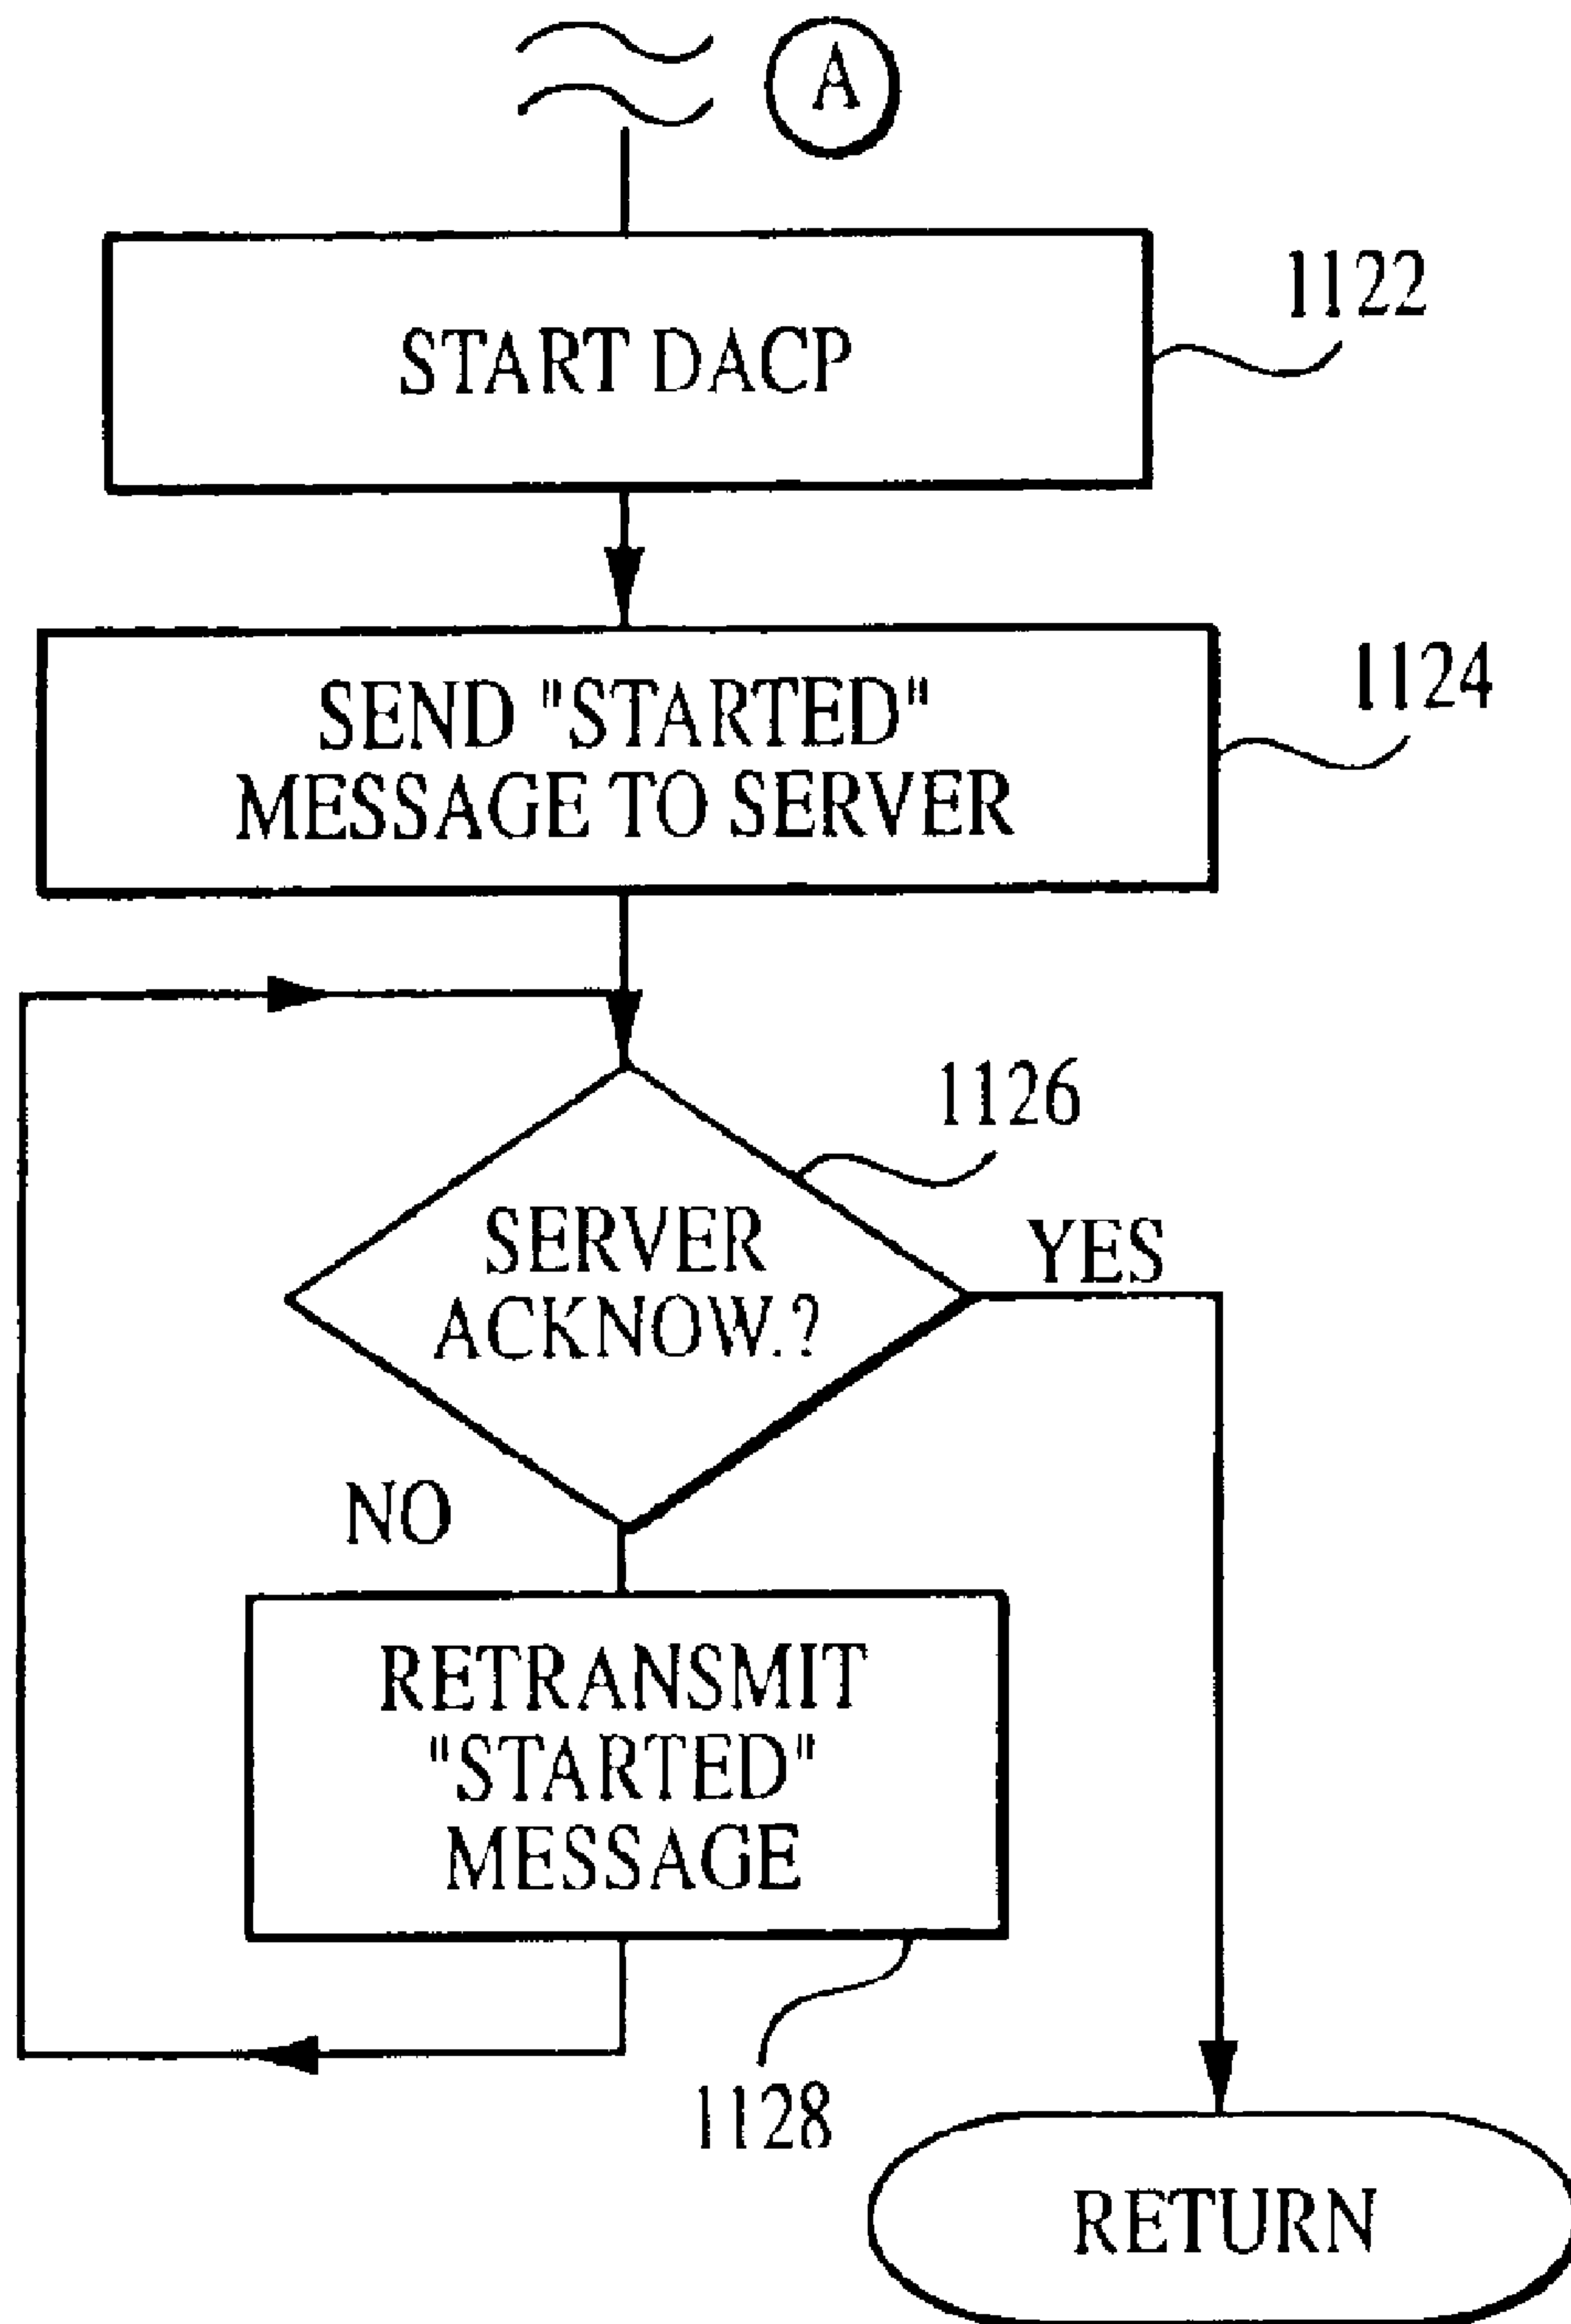 A
START DACP
1122
SEND "STARTED"
MESSAGE TO SERVER
1124
1126
SERVER
ACKNOW.?
YES
NO
RETRANSMIT
"STARTED"
MESSAGE
1128
RETURN